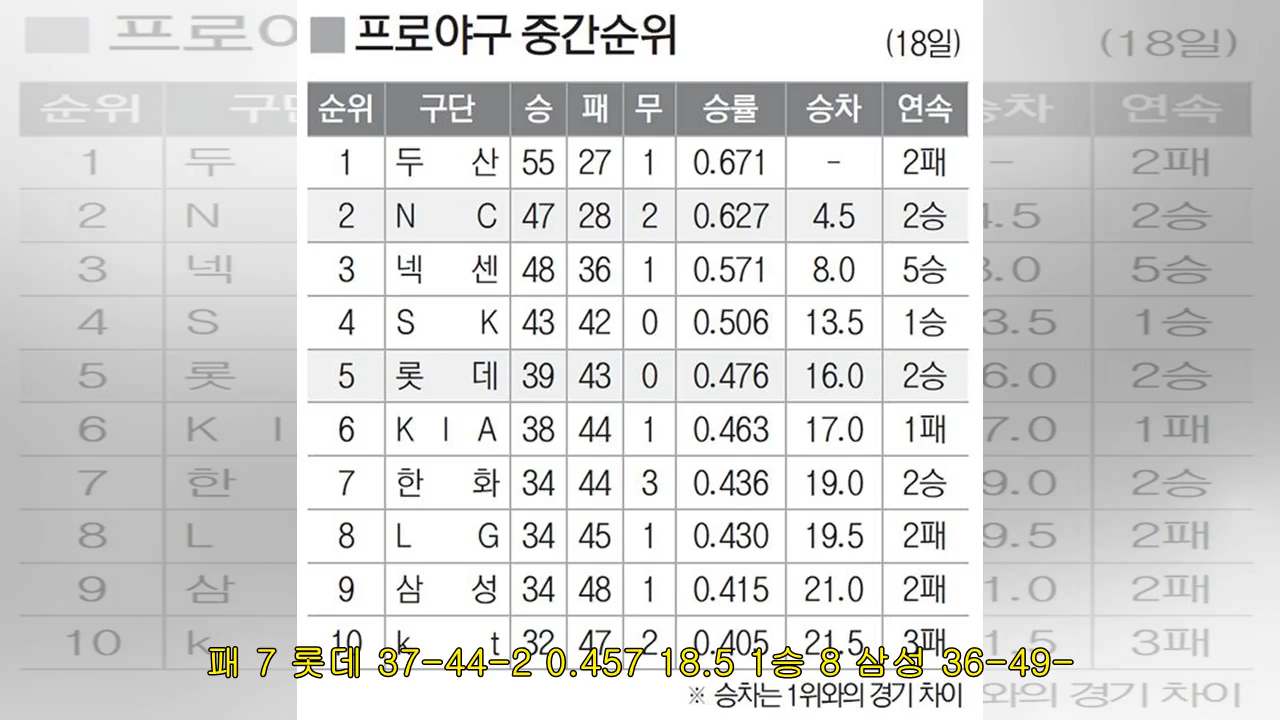 프로야구 중간순위 (18일)
순위 구단 승 패 무 승률 승차 연속
1 두 산 55 27 1 0.671 - 2패
2 N C 47 28 2 0.627 4.5 2승
3 넥 센 48 36 1 0.571 8.0 5승
4 S K 43 42 0 0.506 13.5 1승
5 롯 데 39 43 0 0.476 16.0 2승
6 K I A 38 44 1 0.463 17.0 1패
7 한 화 34 44 3 0.436 19.0 2승
8 L G 34 45 1 0.430 19.5 2패
9 삼 성 34 48 1 0.415 21.0 2패
10 k t 32 47 2 0.405 21.5 3패
패 7 롯데 37-44-2 0.457 18.5 1승 8 삼성 36-49-
※ 승차는 1위와의 경기 차이